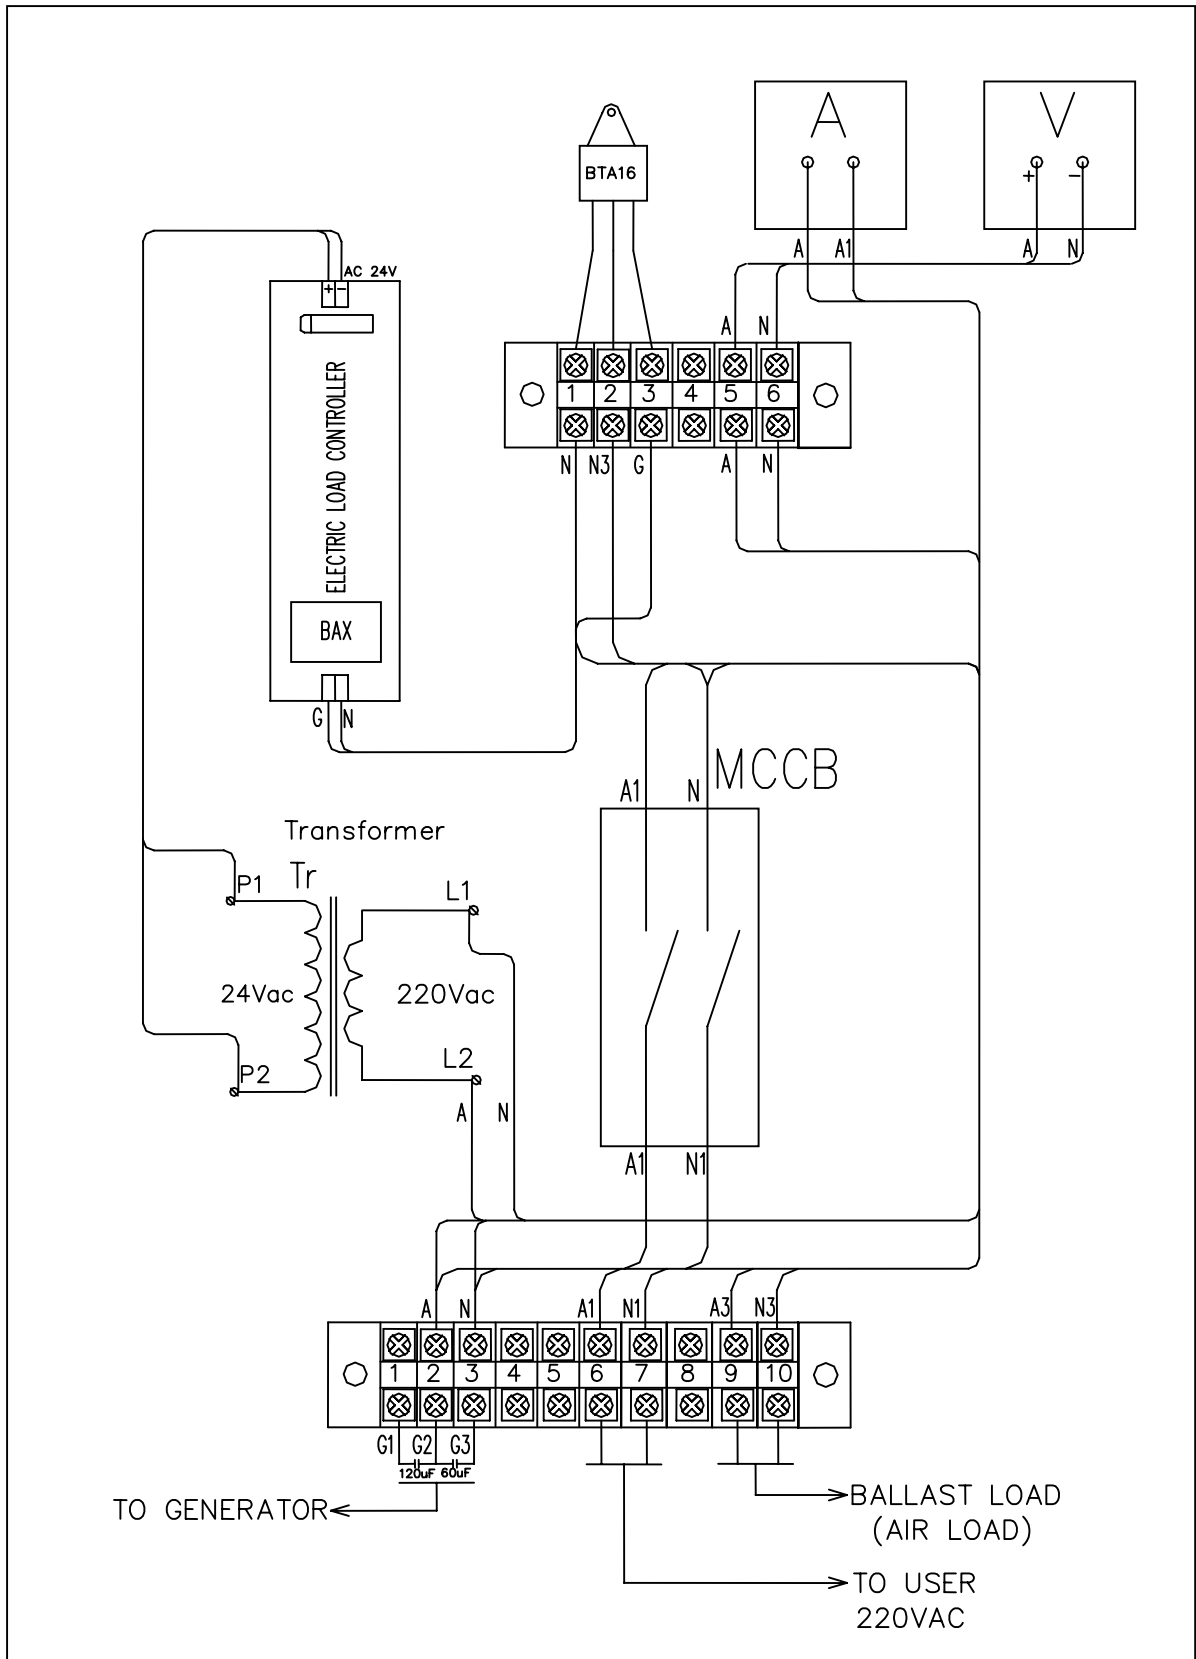 A V
BTA16
+ -
A A1 A N
AC 24V
+ -
A N
1 2 3 4 5 6
N N3 G A N
ELECTRIC LOAD CONTROLLER
BAX
G N
MCCB
A1 N
Transformer
Tr
P1 L1
24Vac 220Vac
P2 L2
A N
A1 N1
A N A1 N1 A3 N3
1 2 3 4 5 6 7 8 9 10
G1 G2 G3
120uF 60uF
TO GENERATOR
BALLAST LOAD
(AIR LOAD)
TO USER
220VAC